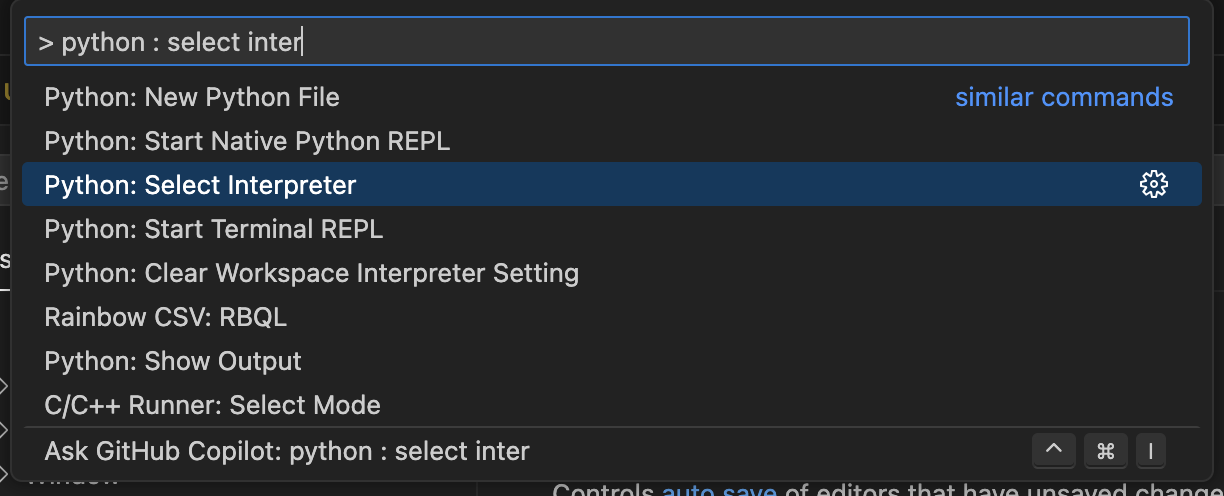 > python : select inter
Python: New Python File
similar commands
Python: Start Native Python REPL
Python: Select Interpreter
Python: Start Terminal REPL
Python: Clear Workspace Interpreter Setting
Rainbow CSV: RBQL
Python: Show Output
C/C++ Runner: Select Mode
Ask GitHub Copilot: python : select inter
^ ⌘ I
Controls auto save of editors that have unsaved change